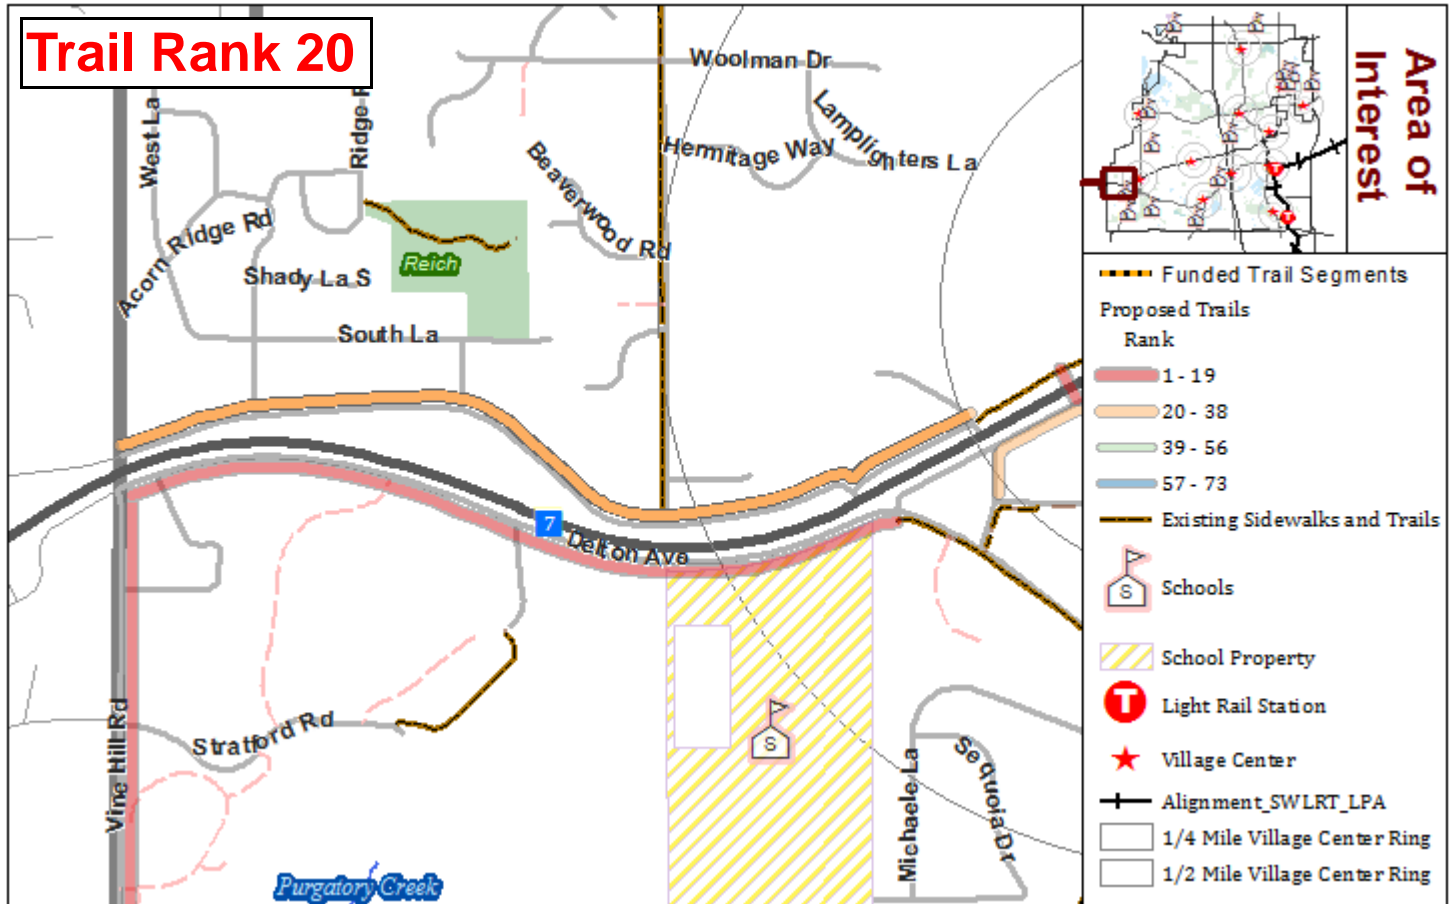 Trail Rank 20
Woolman Dr
West La
Ridge R
Lamplighters La
Hermitage Way
Beaverwood Rd
Acorn Ridge Rd
Reich
Shady La S
South La
7
Delton Ave
Vine Hill Rd
Stratford Rd
S
Michaele La
Sequoia Dr
Purgatory Creek
Area of
Interest
T
T
Funded Trail Segments
Proposed Trails
Rank
1 - 19
20 - 38
39 - 56
57 - 73
Existing Sidewalks and Trails
S
Schools
School Property
T
Light Rail Station
Village Center
Alignment_SWLRT_LPA
1/4 Mile Village Center Ring
1/2 Mile Village Center Ring